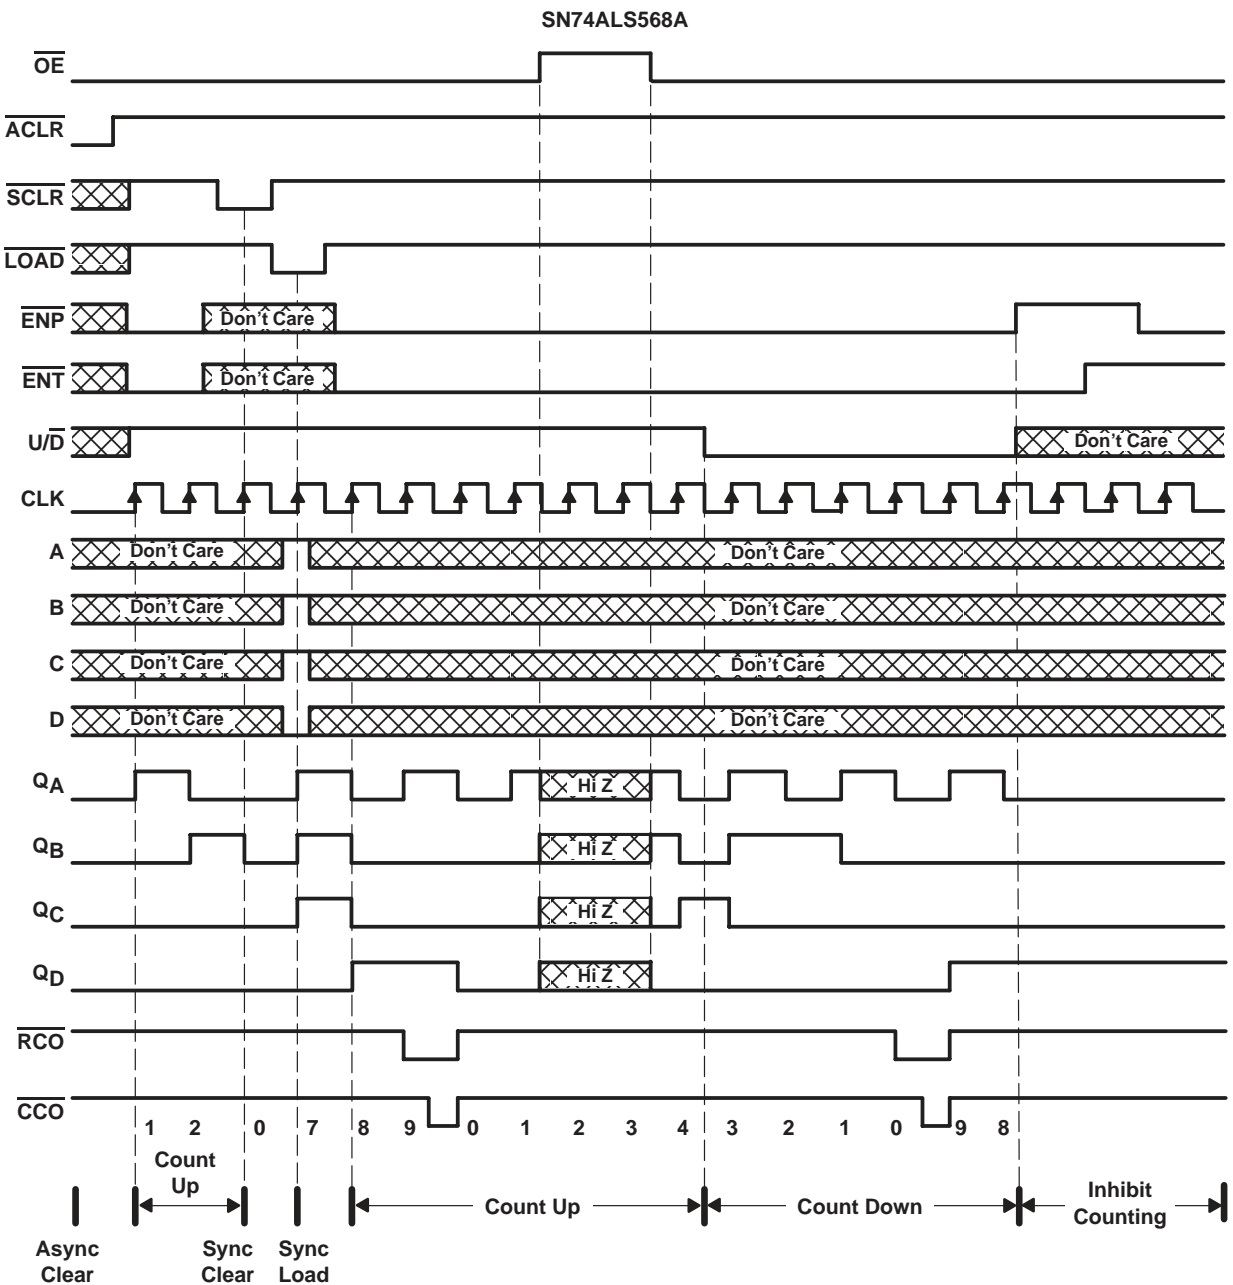 SN74ALS568A
OE
ACLR
SCLR
LOAD
ENP Don't Care
ENT Don't Care
U/D Don't Care
CLK
A Don't Care Don't Care
B Don't Care Don't Care
C Don't Care Don't Care
D Don't Care Don't Care
QA Hi Z
QB Hi Z
QC Hi Z
QD Hi Z
RCO
CCO
1 2 0 7 8 9 0 1 2 3 4 3 2 1 0 9 8
Count
Up
Count Up
Count Down
Inhibit
Counting
Async
Clear
Sync
Clear
Sync
Load